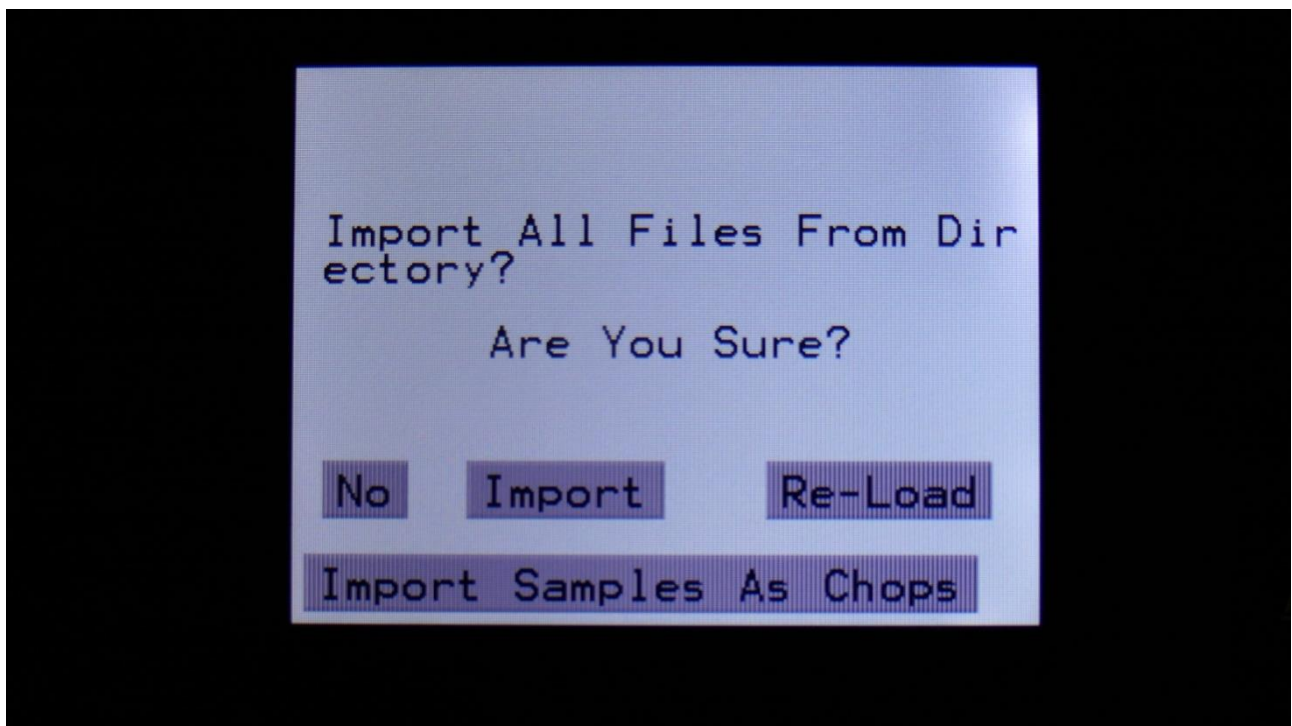 Import All Files From Dir
ectory?
Are You Sure?
No Import Re-Load
Import Samples As Chops